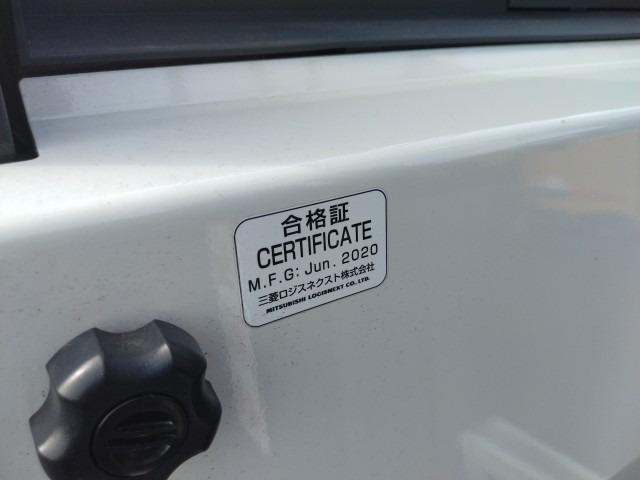 合格証
CERTIFICATE
M.F.G: Jun. 2020
三菱ロジスネクスト株式会社
MITSUBISHI LOGISNEXT CO., LTD.